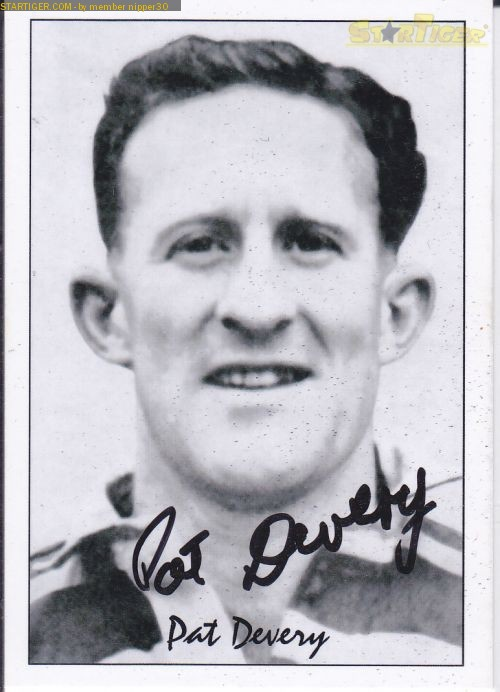 STARTIGER.COM - by member nipper30
STARTIGER
Pat Devery
Pat Devery